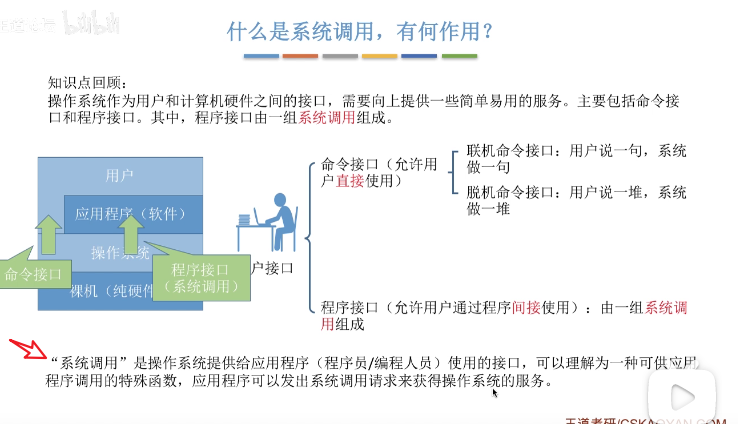 bilibili
什么是系统调用，有何作用？
知识点回顾：
操作系统作为用户和计算机硬件之间的接口，需要向上提供一些简单易用的服务。主要包括命令接
口和程序接口。其中，程序接口由一组系统调用组成。
用户
应用程序（软件）
操作系统
裸机（纯硬件
命令接口
程序接口
（系统调用）
户接口
命令接口（允许用
户直接使用）
联机命令接口：用户说一句，系统
做一句
脱机命令接口：用户说一堆，系统
做一堆
程序接口（允许用户通过程序间接使用）：由一组系统调
用组成
“系统调用”是操作系统提供给应用程序（程序员/编程人员）使用的接口，可以理解为一种可供应用
程序调用的特殊函数，应用程序可以发出系统调用请求来获得操作系统的服务。
王道考研/CSKAOYAN.COM